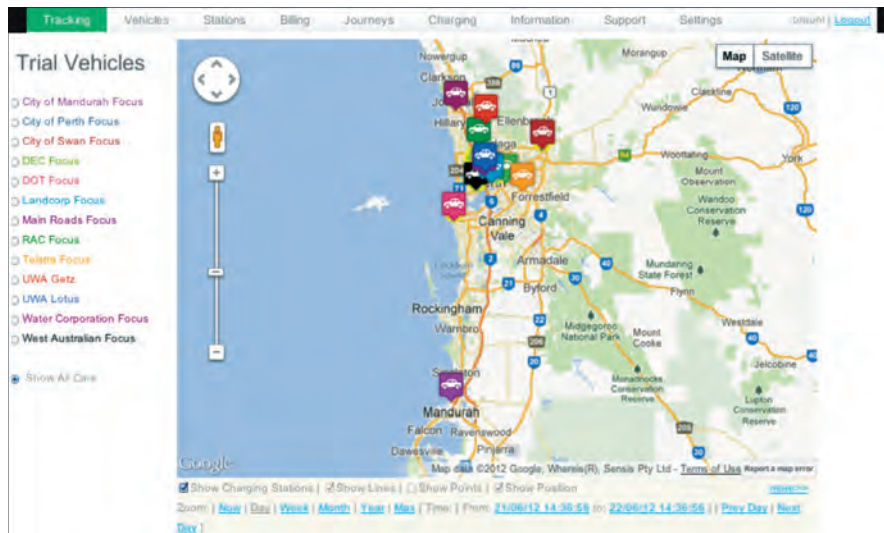 Tracking Vehicles Stations Billing Journeys Charging Information Support Settings | Logout
Trial Vehicles
City of Mandurah Focus
City of Perth Focus
City of Swan Focus
DEC Focus
DOT Focus
Landcorp Focus
Main Roads Focus
RAC Focus
Telstra Focus
UWA Getz
UWA Lotus
Water Corporation Focus
West Australian Focus
Show All Cars
Map Satellite
Nowergup
Morangup
Clarkson
Clackline
Wundowie
Hillary
Ellenbrook
Wooltating
York
Mount
Observation
Wandoo
Conservation
Reserve
Forrestfield
Canning
Vale
Armadale
Mundaring
State Forest
Flynn
Byford
Rockingham
Warnbro
Midgegoroo
National Park
Mount
Cooke
Westdale
Jelcobine
Monadnocks
Conservation
Reserve
Lupton
Conservation
Reserve
Singleton
Mandurah
Falcon Ravenswood
Dawesville Pinjarra
Google
Map data ©2012 Google, Whereis(R), Sensis Pty Ltd - Terms of Use Report a map error
Show Charging Stations | Show Lines | Show Points | Show Position
Zoom: | Now | Day | Week | Month | Year | Max | Time: | From: 21/06/12 14:36:56 to: 22/06/12 14:36:56 | | Prev Day | Next
Day |